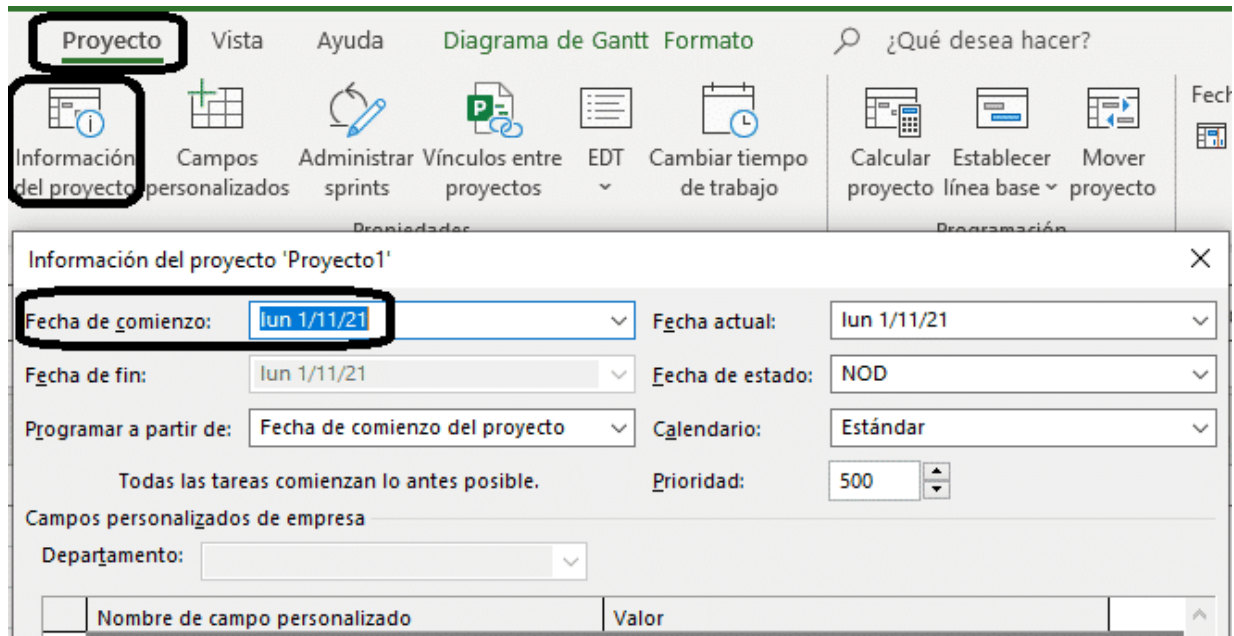 Proyecto Vista Ayuda Diagrama de Gantt Formato ¿Qué desea hacer?
Información del proyecto
Campos personalizados
Administrar sprints
Vínculos entre proyectos
EDT
Cambiar tiempo de trabajo
Calcular proyecto
Establecer línea base
Mover proyecto
Fech
Propiedades Programación
Información del proyecto 'Proyecto1'
Fecha de comienzo: lun 1/11/21 Fecha actual: lun 1/11/21
Fecha de fin: lun 1/11/21 Fecha de estado: NOD
Programar a partir de: Fecha de comienzo del proyecto Calendario: Estándar
Todas las tareas comienzan lo antes posible. Prioridad: 500
Campos personalizados de empresa
Departamento:
Nombre de campo personalizado Valor